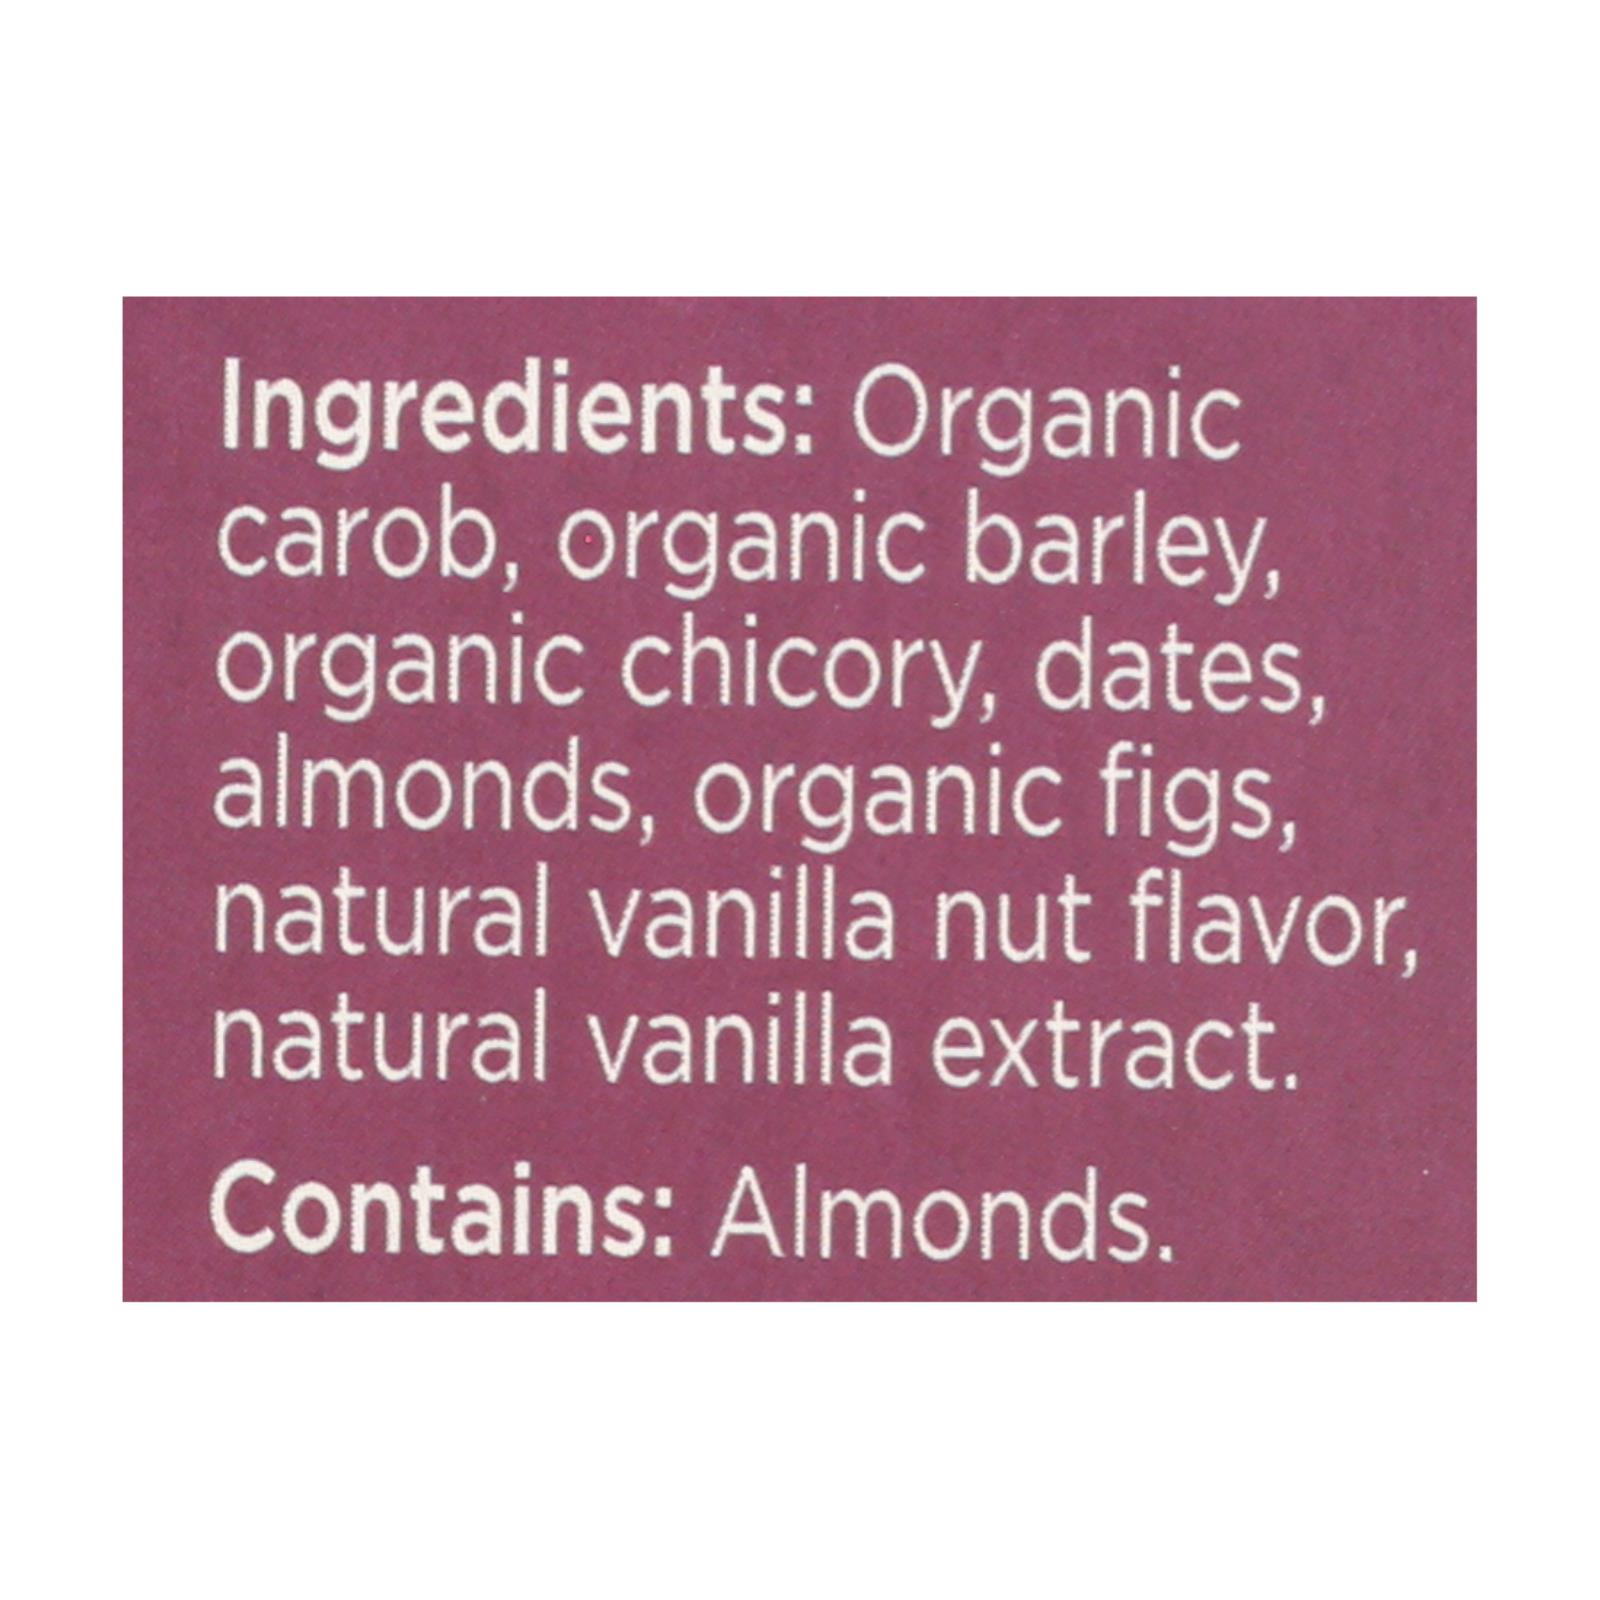 Ingredients: Organic
carob, organic barley,
organic chicory, dates,
almonds, organic figs,
natural vanilla nut flavor,
natural vanilla extract.
Contains: Almonds.